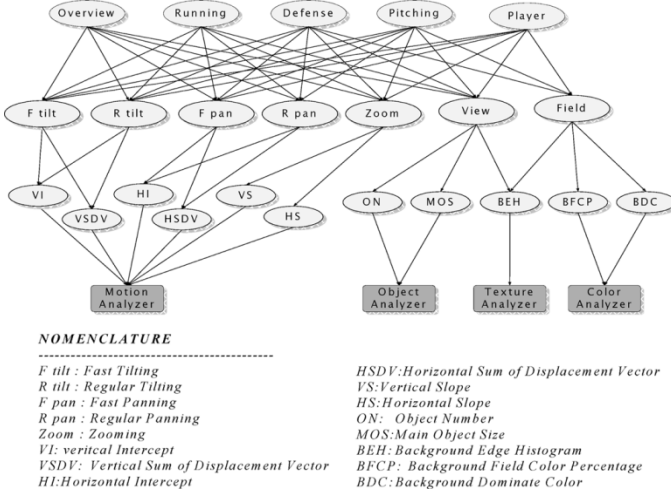 Overview Running Defense Pitching Player
F tilt R tilt F pan R pan Zoom View Field
VI VSDV HI HSDV VS HS ON MOS BEH BFCP BDC
Motion Analyzer
Object Analyzer
Texture Analyzer
Color Analyzer
NOMENCLATURE
--------------------------------------------
F tilt : Fast Tilting
R tilt : Regular Tilting
F pan : Fast Panning
R pan : Regular Panning
Zoom : Zooming
VI: veritcal Intercept
VSDV: Vertical Sum of Displacement Vector
HI:Horizontal Intercept
HSDV:Horizontal Sum of Displacement Vector
VS:Vertical Slope
HS:Horizontal Slope
ON: Object Number
MOS:Main Object Size
BEH: Background Edge Histogram
BFCP: Background Field Color Percentage
BDC:Background Dominate Color